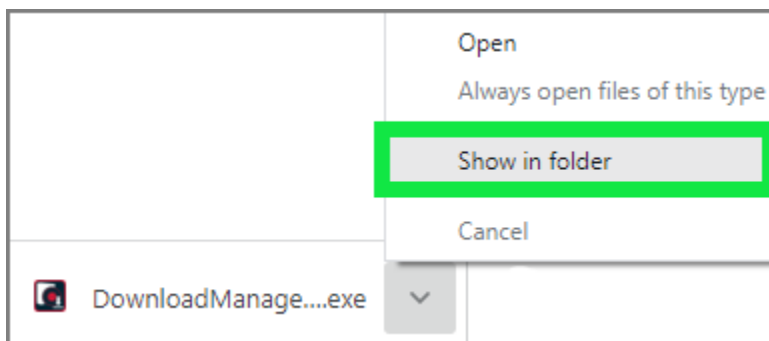 Open
Always open files of this type
Show in folder
Cancel
DownloadManage....exe